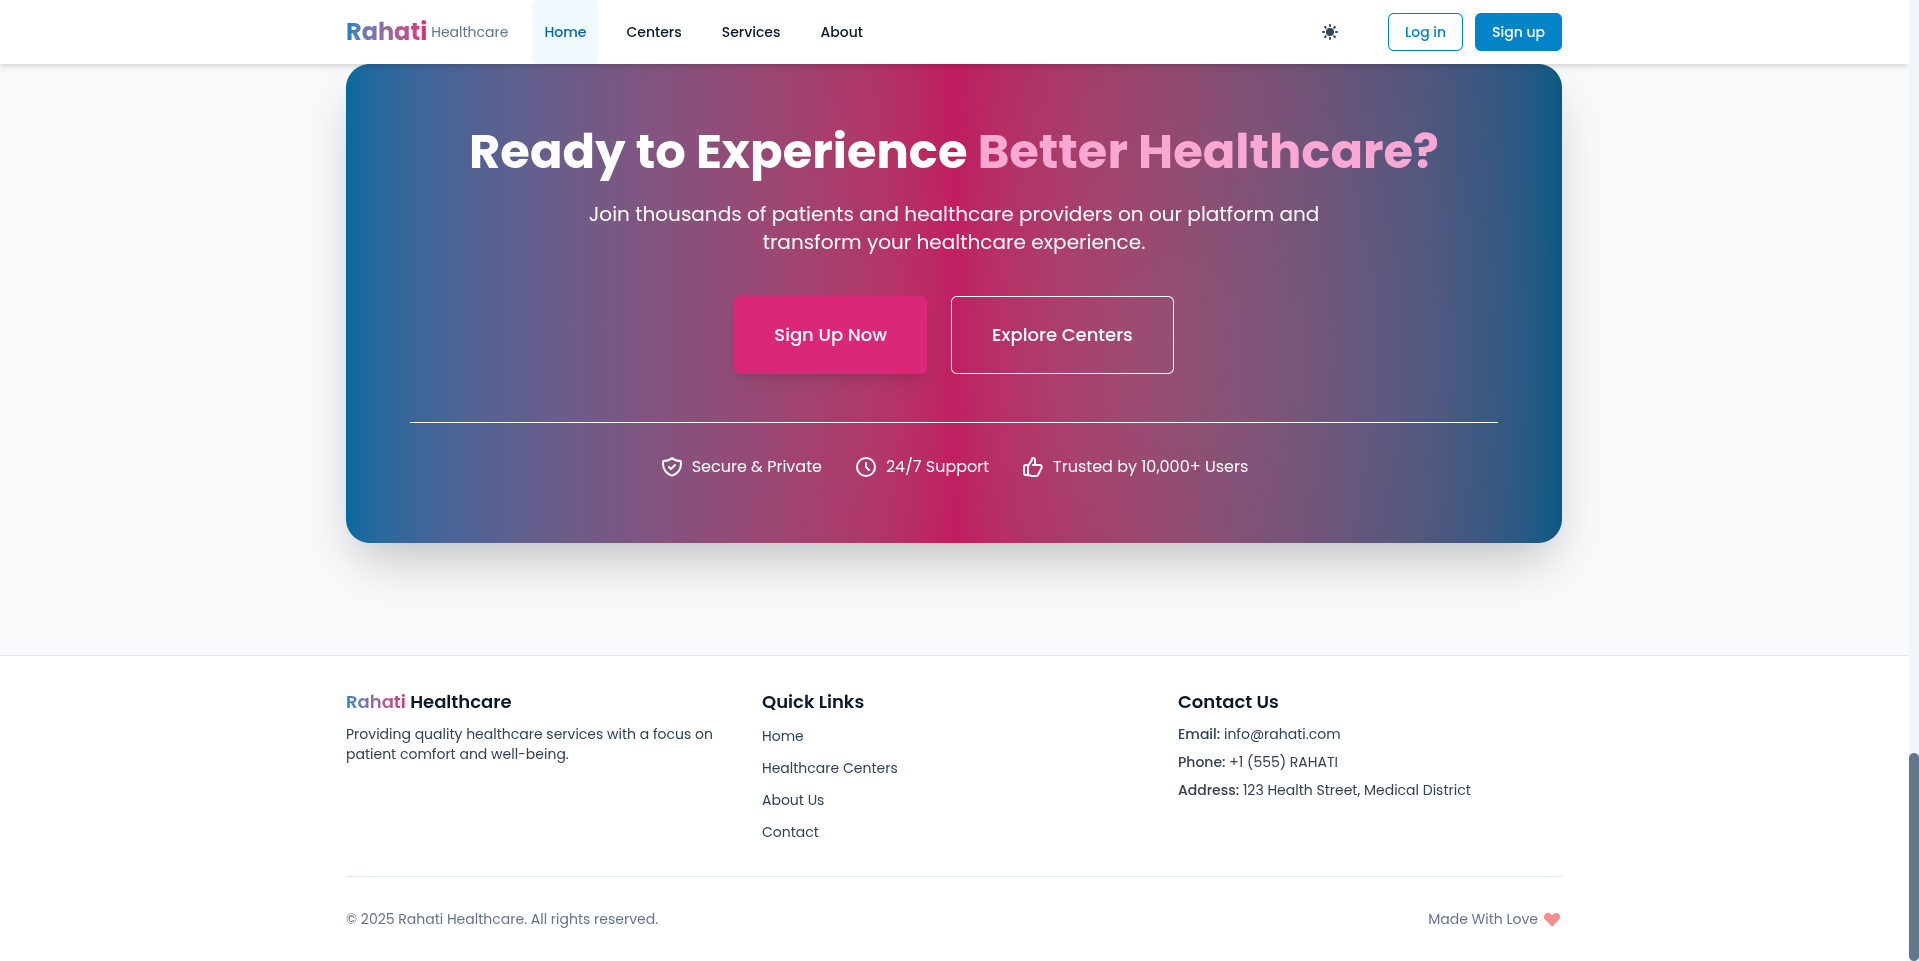 Rahati Healthcare Home Centers Services About Log in Sign up
Ready to Experience Better Healthcare?
Join thousands of patients and healthcare providers on our platform and
transform your healthcare experience.
Sign Up Now Explore Centers
Secure & Private 24/7 Support Trusted by 10,000+ Users
Rahati Healthcare
Providing quality healthcare services with a focus on
patient comfort and well-being.
Quick Links
Home
Healthcare Centers
About Us
Contact
Contact Us
Email: info@rahati.com
Phone: +1 (555) RAHATI
Address: 123 Health Street, Medical District
© 2025 Rahati Healthcare. All rights reserved.
Made With Love